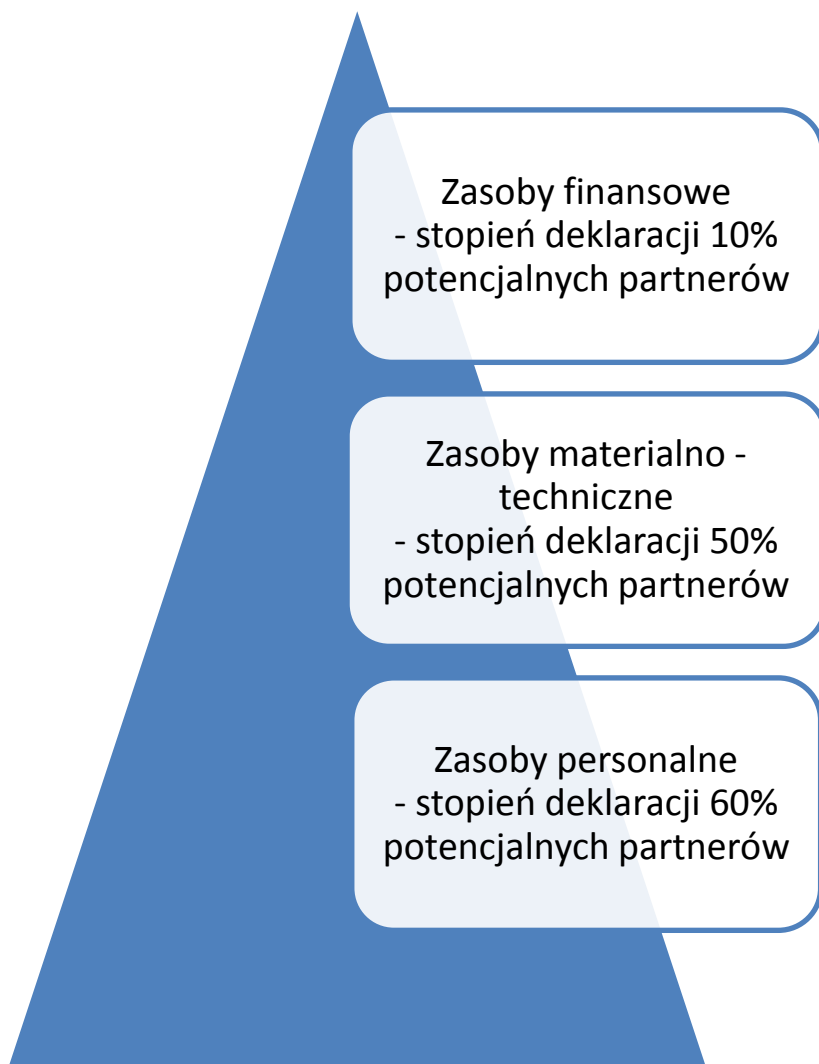 Zasoby finansowe
- stopień deklaracji 10%
potencjalnych partnerów
Zasoby materialno -
techniczne
- stopień deklaracji 50%
potencjalnych partnerów
Zasoby personalne
- stopień deklaracji 60%
potencjalnych partnerów